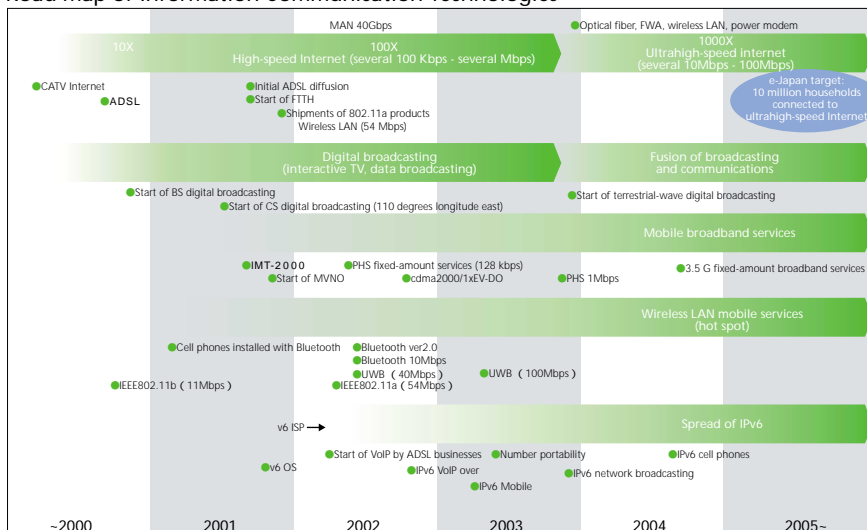 Road map of information communication technologies
MAN 40Gbps
Optical fiber, FWA, wireless LAN, power modem
10X
100X
High-speed Internet (several 100 Kbps - several Mbps)
1000X
Ultrahigh-speed Internet
(several 10Mbps - 100Mbps)
CATV Internet
ADSL
Initial ADSL diffusion
Start of FTTH
Shipments of 802.11a products
Wireless LAN (54 Mbps)
e-Japan target:
10 million households
connected to
ultrahigh-speed Internet
Digital broadcasting
(interactive TV, data broadcasting)
Fusion of broadcasting
and communications
Start of BS digital broadcasting
Start of CS digital broadcasting (110 degrees longitude east)
Start of terrestrial-wave digital broadcasting
Mobile broadband services
IMT-2000
Start of MVNO
PHS fixed-amount services (128 kbps)
cdma2000/1xEV-DO
PHS 1Mbps
3.5 G fixed-amount broadband services
Wireless LAN mobile services
(hot spot)
Cell phones installed with Bluetooth
Bluetooth ver2.0
Bluetooth 10Mbps
UWB (40Mbps)
UWB (100Mbps)
IEEE802.11b (11Mbps)
IEEE802.11a (54Mbps)
v6 ISP →
Spread of IPv6
Start of VoIP by ADSL businesses
Number portability
IPv6 cell phones
v6 OS
IPv6 VoIP over
IPv6 network broadcasting
IPv6 Mobile
~2000
2001
2002
2003
2004
2005~